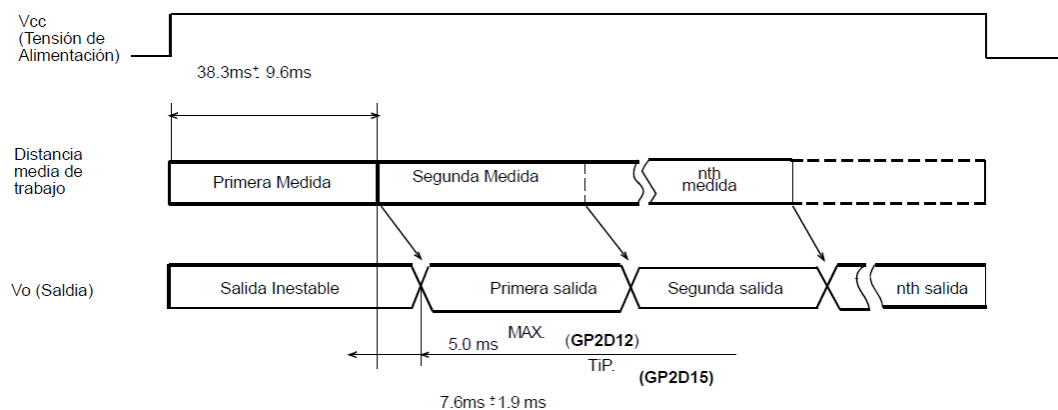 Vcc
(Tensión de
Alimentación)
38.3ms± 9.6ms
Distancia
media de
trabajo
Primera Medida
Segunda Medida
nth
medida
Vo (Saldia)
Salida Inestable
Primera salida
Segunda salida
nth salida
5.0 ms MAX. (GP2D12)
TiP. (GP2D15)
7.6ms ±1.9 ms